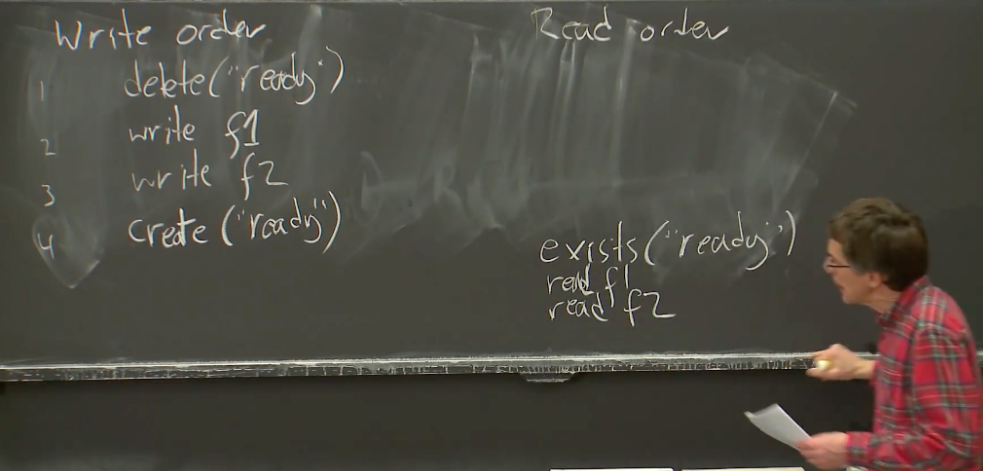 Write order
1 delete("ready")
2 write f1
3 write f2
4 create("ready")
Read order
exists("ready")
read f1
read f2